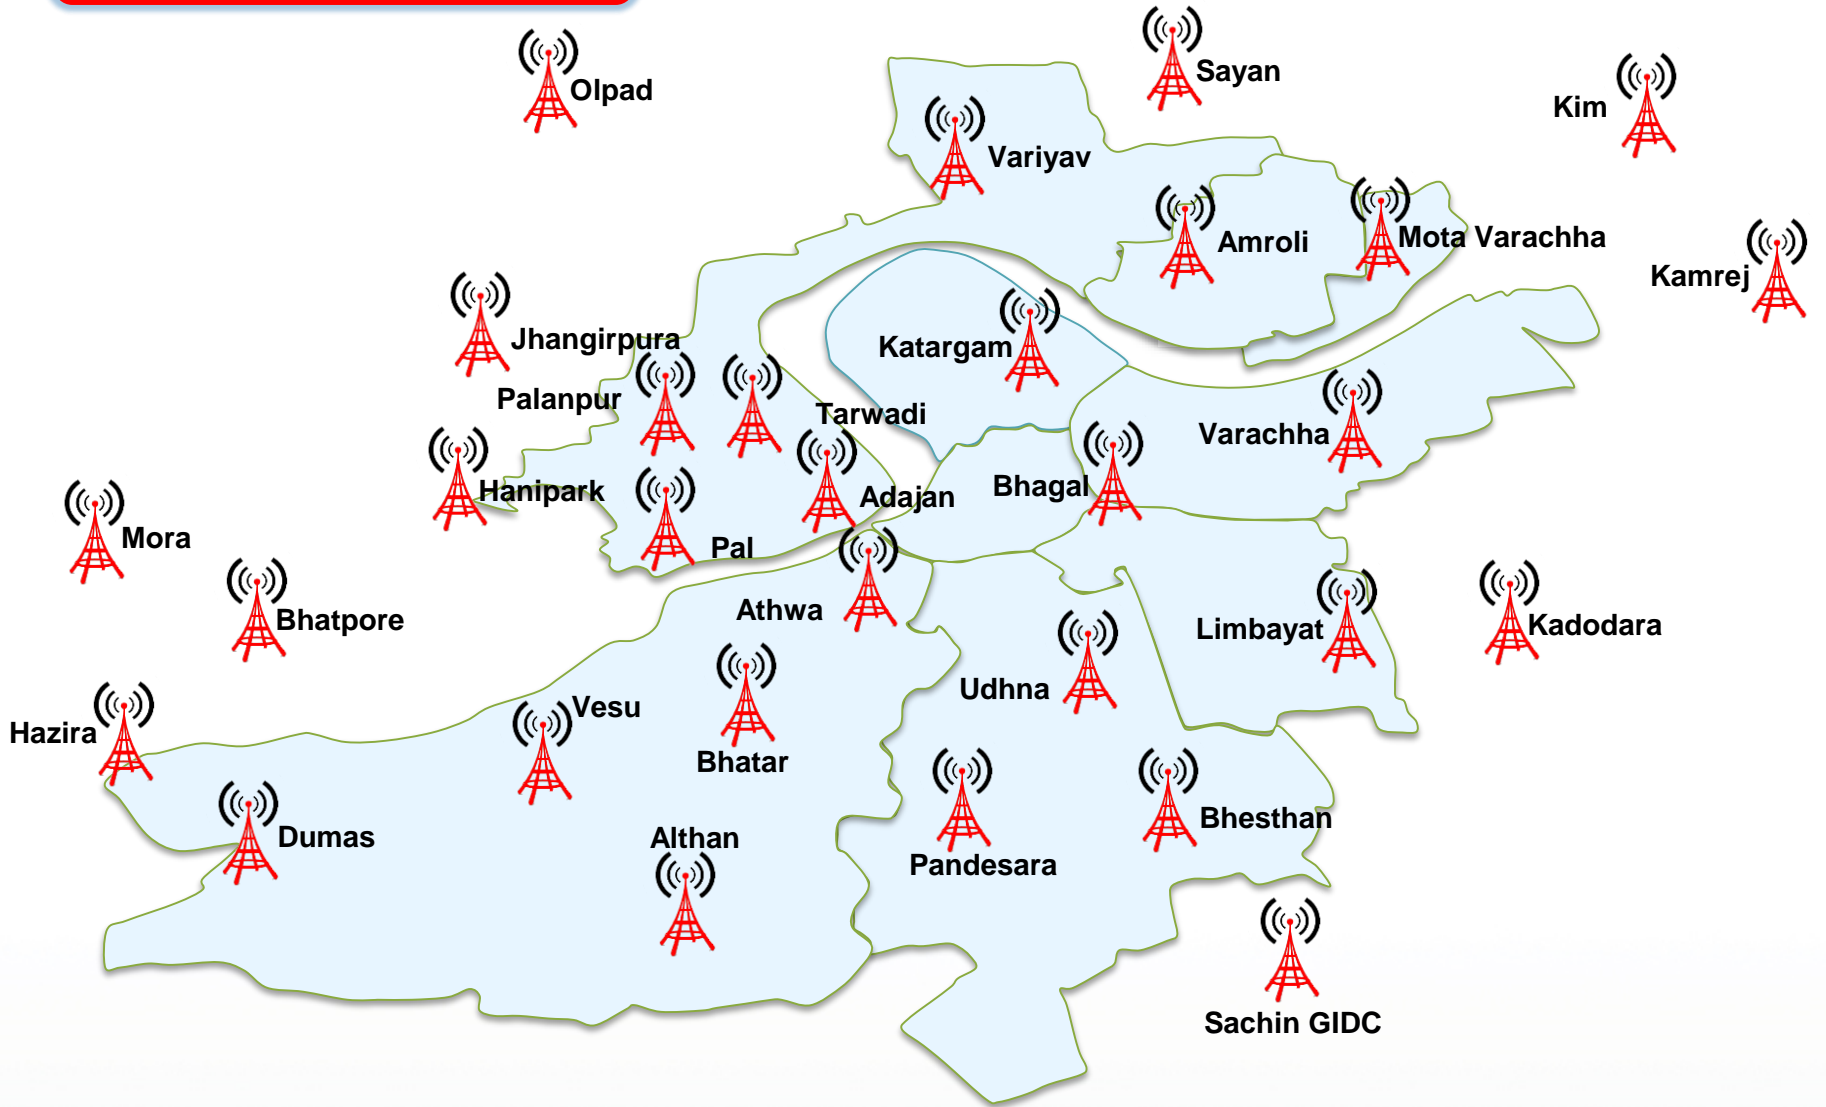 Olpad
Sayan
Kim
Variyav
Amroli
Mota Varachha
Kamrej
Jhangirpura
Katargam
Palanpur
Tarwadi
Varachha
Hanipark
Adajan
Bhagal
Mora
Pal
Athwa
Bhatpore
Limbayat
Kadodara
Udhna
Vesu
Hazira
Bhatar
Bhesthan
Dumas
Althan
Pandesara
Sachin GIDC